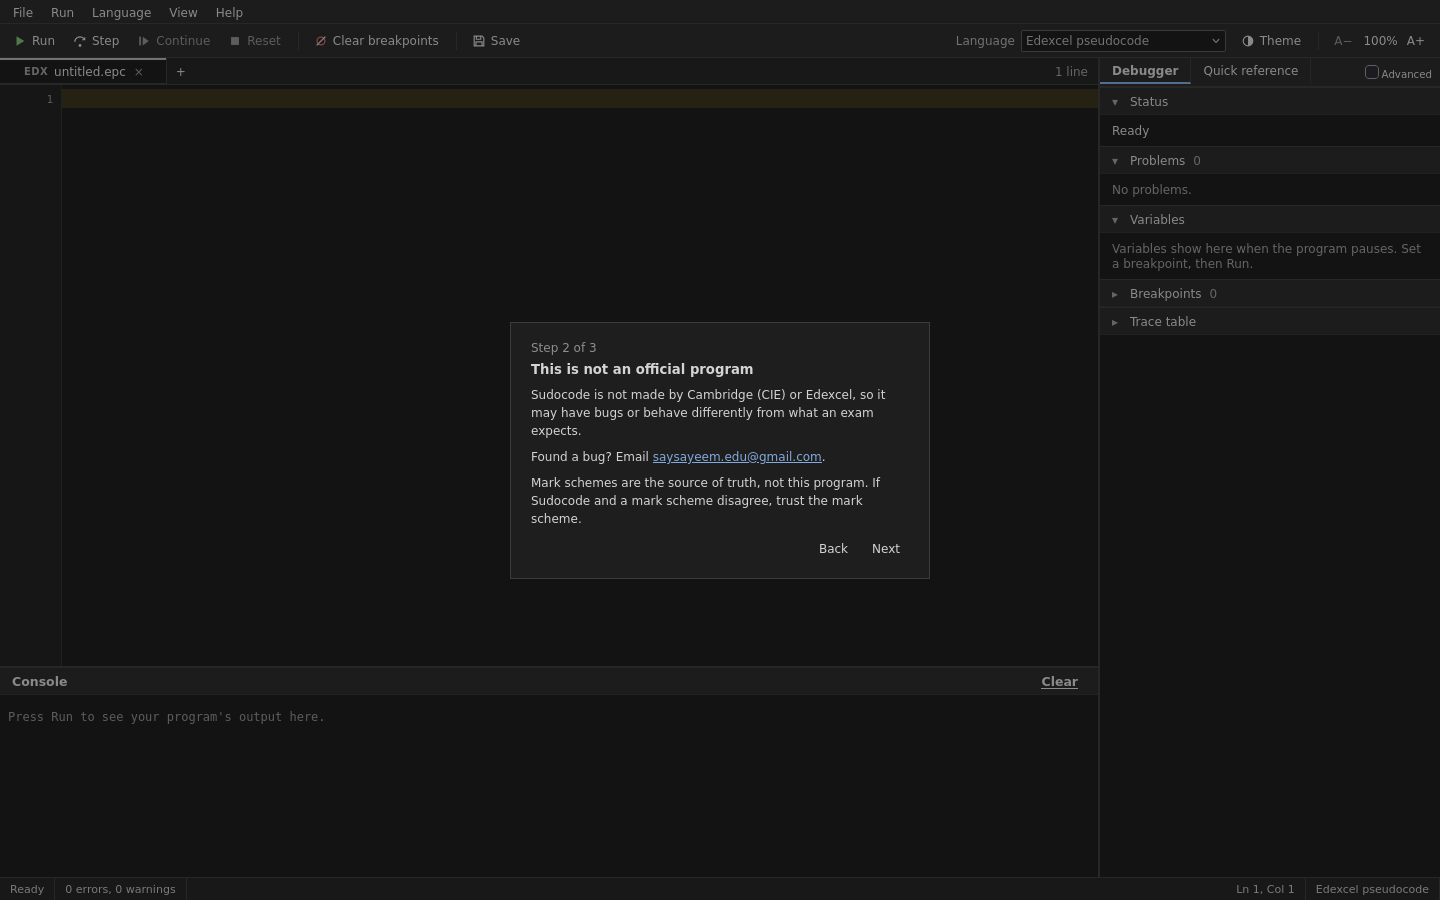 File Run Language View Help
Run Step Continue Reset Clear breakpoints Save Language Edexcel pseudocode Theme A− 100% A+
EDX untitled.epc × + 1 line
1
Debugger Quick reference Advanced
▾ Status
Ready
▾ Problems 0
No problems.
▾ Variables
Variables show here when the program pauses. Set
a breakpoint, then Run.
▸ Breakpoints 0
▸ Trace table
Step 2 of 3
This is not an official program
Sudocode is not made by Cambridge (CIE) or Edexcel, so it
may have bugs or behave differently from what an exam
expects.
Found a bug? Email saysayeem.edu@gmail.com.
Mark schemes are the source of truth, not this program. If
Sudocode and a mark scheme disagree, trust the mark
scheme.
Back Next
Console Clear
Press Run to see your program's output here.
Ready 0 errors, 0 warnings Ln 1, Col 1 Edexcel pseudocode